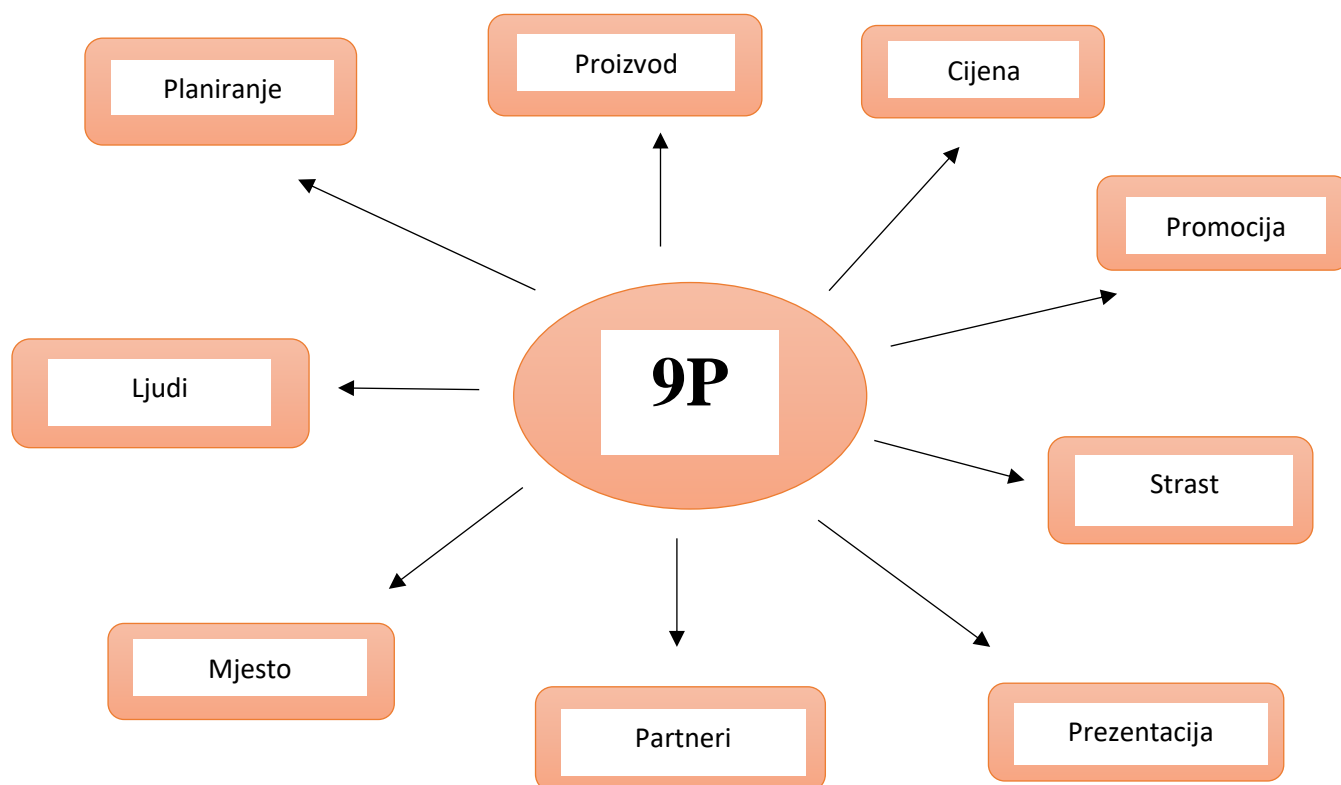 Planiranje
Proizvod
Cijena
Promocija
9P
Ljudi
Strast
Mjesto
Partneri
Prezentacija